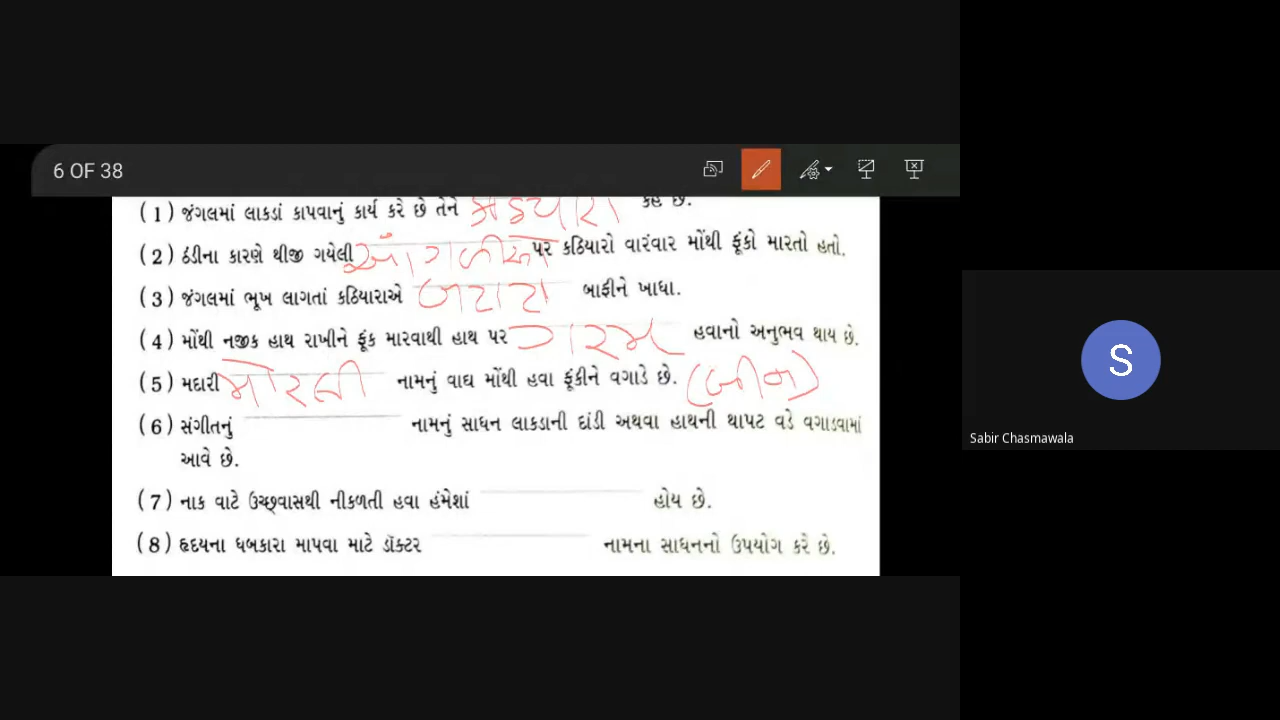 6 OF 38
(1) જંગલમાં લાકડાં કાપવાનું કાર્ય કરે છે તેને કઠિયારો કહે છે.
(2) ઠંડીના કારણે થીજી ગયેલી આંગળીઓ પર કઠિયારો વારંવાર મોંથી ફૂંકો મારતો હતો.
(3) જંગલમાં ભૂખ લાગતાં કઠિયારાએ બટાટા બાફીને ખાધા.
(4) મોંથી નજીક હાથ રાખીને ફૂંક મારવાથી હાથ પર ગરમ હવાનો અનુભવ થાય છે.
(5) મદારી મોરલી નામનું વાદ્ય મોંથી હવા ફૂંકીને વગાડે છે. (બીન)
(6) સંગીતનું નામનું સાધન લાકડાની દાંડી અથવા હાથની થાપટ વડે વગાડવામાં
આવે છે.
(7) નાક વાટે ઉચ્છ્વાસથી નીકળતી હવા હંમેશાં હોય છે.
(8) હૃદયના ધબકારા માપવા માટે ડૉક્ટર નામના સાધનનો ઉપયોગ કરે છે.
S
Sabir Chasmawala